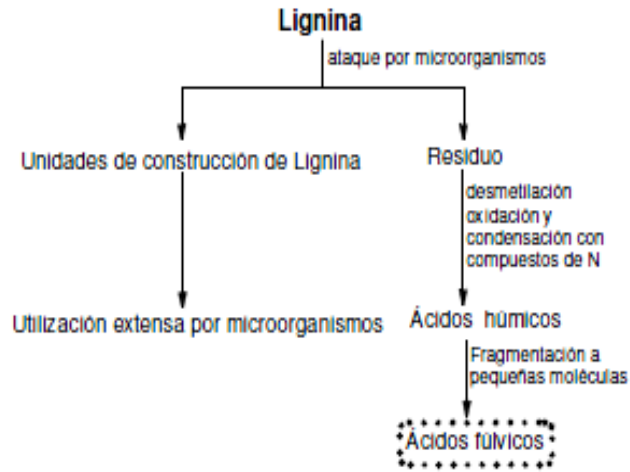 Lignina
ataque por microorganismos
Unidades de construcción de Lignina
Residuo
desmetilación
oxidación y
condensación con
compuestos de N
Utilización extensa por microorganismos
Ácidos húmicos
Fragmentación a
pequeñas moléculas
Ácidos fúlvicos